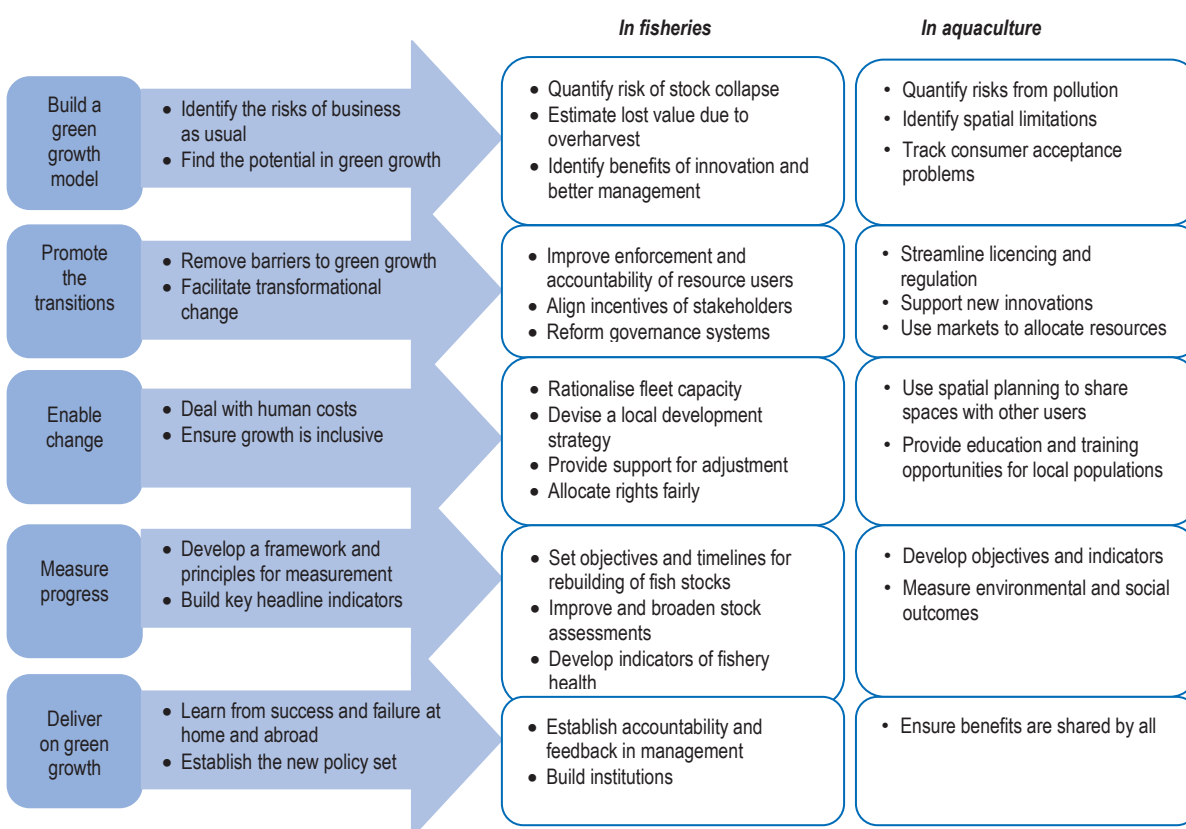 In fisheries
In aquaculture
Build a
green
growth
model
● Identify the risks of business
as usual
● Find the potential in green growth
● Quantify risk of stock collapse
● Estimate lost value due to
overharvest
● Identify benefits of innovation and
better management
• Quantify risks from pollution
• Identify spatial limitations
• Track consumer acceptance
problems
Promote
the
transitions
● Remove barriers to green growth
● Facilitate transformational
change
● Improve enforcement and
accountability of resource users
● Align incentives of stakeholders
● Reform governance systems
• Streamline licencing and
regulation
• Support new innovations
• Use markets to allocate resources
Enable
change
● Deal with human costs
● Ensure growth is inclusive
● Rationalise fleet capacity
● Devise a local development
strategy
● Provide support for adjustment
● Allocate rights fairly
• Use spatial planning to share
spaces with other users
• Provide education and training
opportunities for local populations
Measure
progress
● Develop a framework and
principles for measurement
● Build key headline indicators
● Set objectives and timelines for
rebuilding of fish stocks
● Improve and broaden stock
assessments
● Develop indicators of fishery
health
• Develop objectives and indicators
• Measure environmental and social
outcomes
Deliver
on green
growth
● Learn from success and failure at
home and abroad
● Establish the new policy set
● Establish accountability and
feedback in management
● Build institutions
• Ensure benefits are shared by all